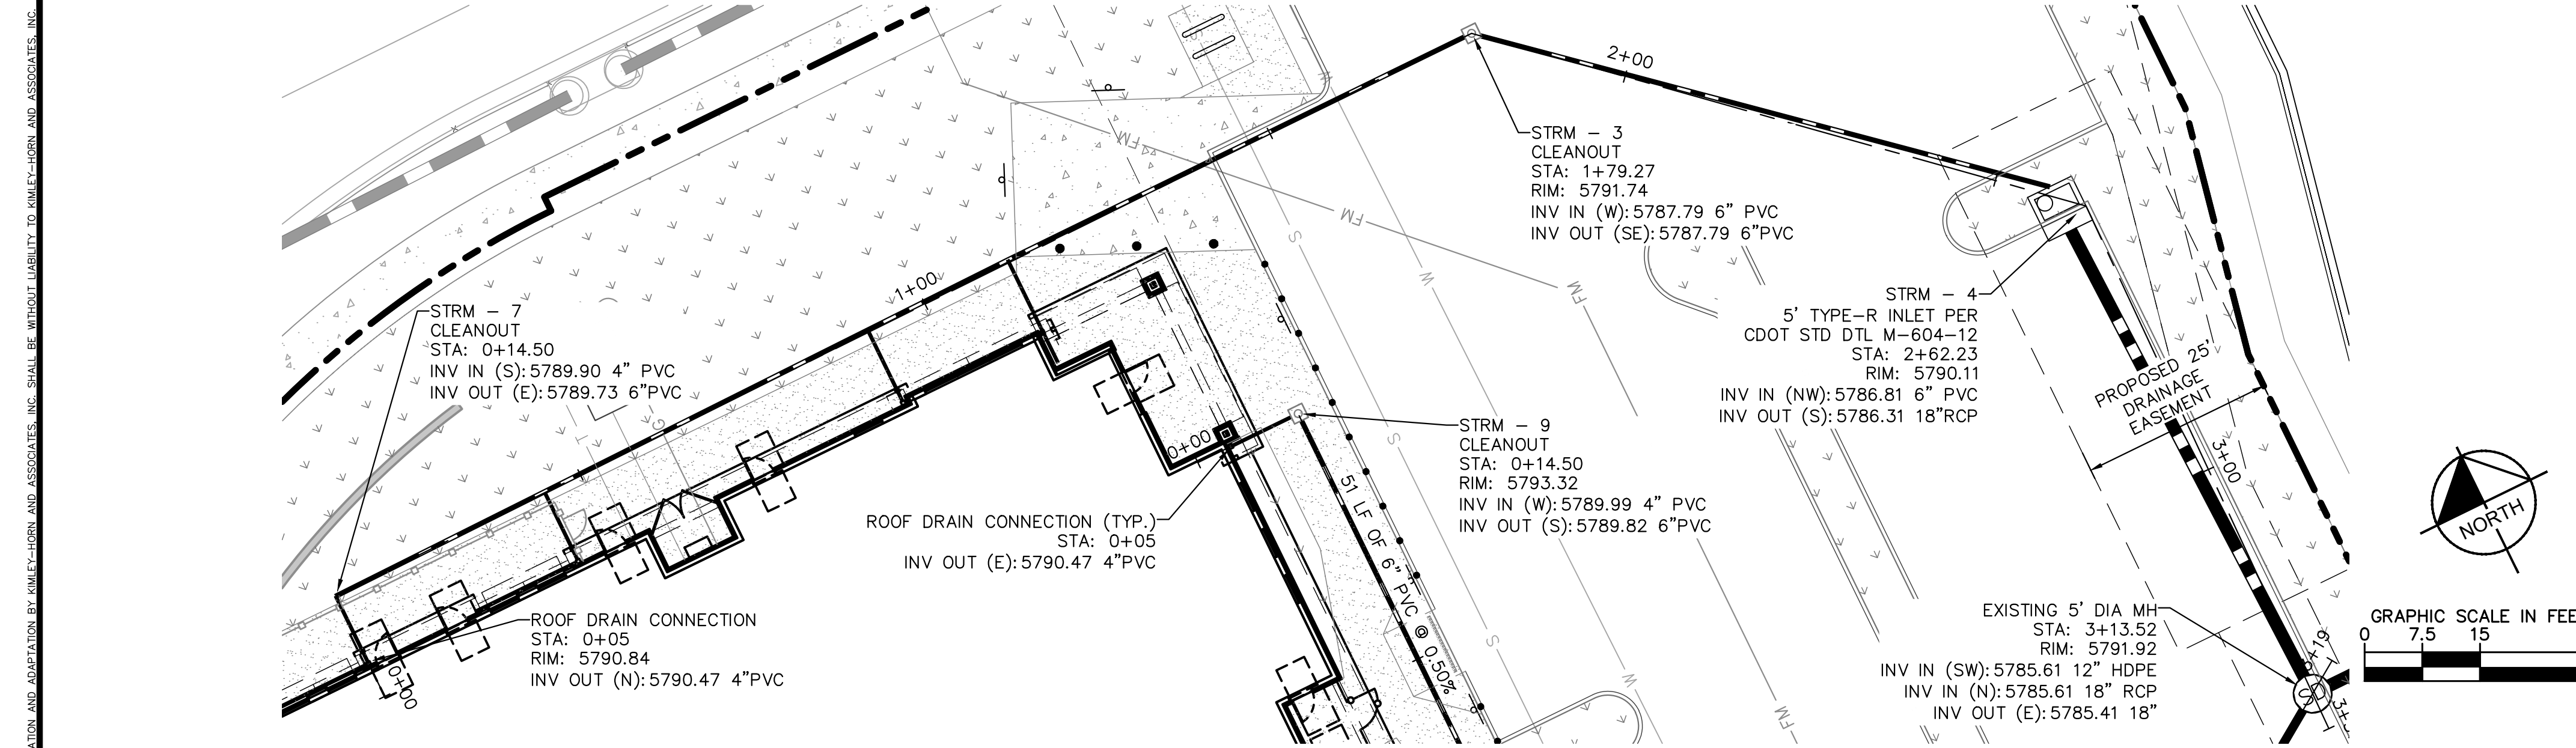 ATION AND ADAPTATION BY KIMLEY-HORN AND ASSOCIATES, INC. SHALL BE WITHOUT LIABILITY TO KIMLEY-HORN AND ASSOCIATES, INC.
2+00
STRM - 3
CLEANOUT
STA: 1+79.27
RIM: 5791.74
INV IN (W): 5787.79 6" PVC
INV OUT (SE): 5787.79 6"PVC
FM
FM
FM
FM
S
S
S
W
W
W
G
1+00
STRM - 7
CLEANOUT
STA: 0+14.50
INV IN (S): 5789.90 4" PVC
INV OUT (E): 5789.73 6"PVC
STRM - 4
5' TYPE-R INLET PER
CDOT STD DTL M-604-12
STA: 2+62.23
RIM: 5790.11
INV IN (NW): 5786.81 6" PVC
INV OUT (S): 5786.31 18"RCP
PROPOSED 25'
DRAINAGE
EASEMENT
3+00
0+00
STRM - 9
CLEANOUT
STA: 0+14.50
RIM: 5793.32
INV IN (W): 5789.99 4" PVC
INV OUT (S): 5789.82 6"PVC
51 LF OF 6" PVC @ 0.50%
ROOF DRAIN CONNECTION (TYP.)
STA: 0+05
INV OUT (E): 5790.47 4"PVC
ROOF DRAIN CONNECTION
STA: 0+05
RIM: 5790.84
INV OUT (N): 5790.47 4"PVC
0+00
EXISTING 5' DIA MH
STA: 3+13.52
RIM: 5791.92
INV IN (SW): 5785.61 12" HDPE
INV IN (N): 5785.61 18" RCP
INV OUT (E): 5785.41 18"
NORTH
GRAPHIC SCALE IN FEE
0 7.5 15